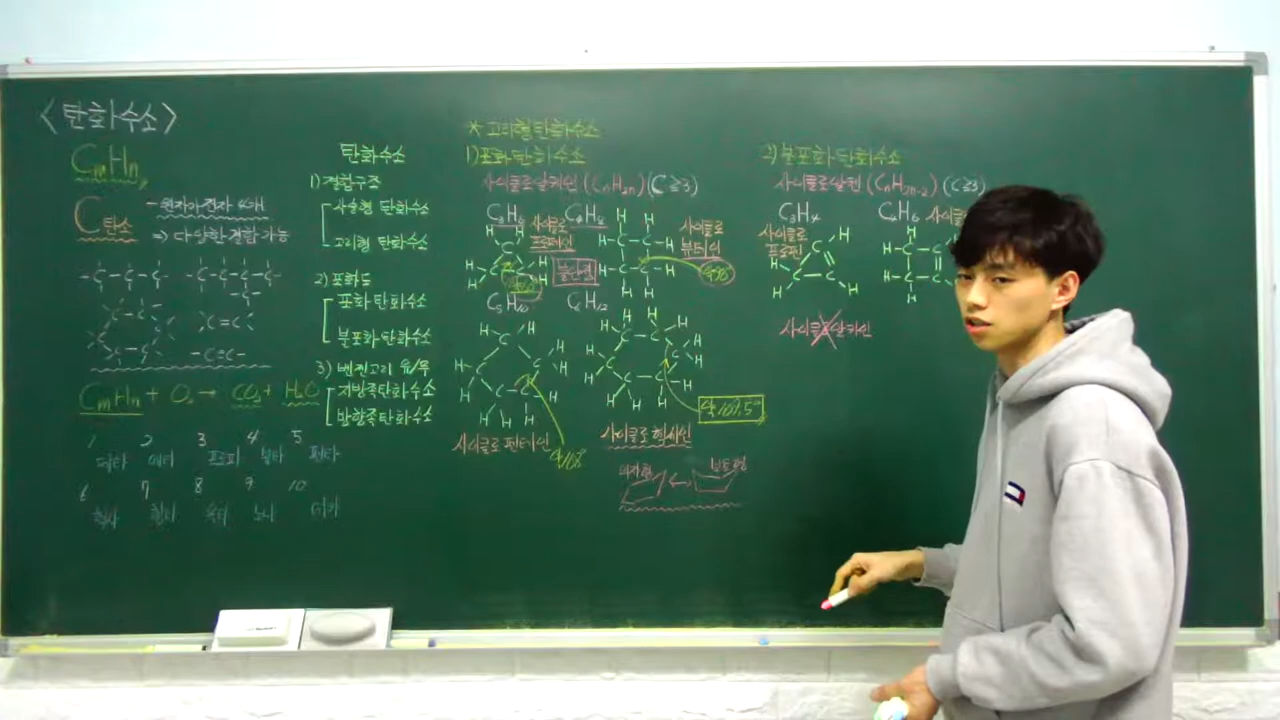 <탄화수소>
CmHn
C탄소
- 원자가 전자 4개
⇒ 다양한 결합 가능
-C-C-C-
-C-C-C-C-
-C-
C=C
-C≡C-
CmHn + O₂ → CO₂ + H₂O
1 2 3 4 5
메타 에타 프로파 부타 펜타
6 7 8 9 10
헥사 헵타 옥타 노나 데카
탄화수소
1) 결합구조
사슬형 탄화수소
고리형 탄화수소
2) 포화도
포화 탄화수소
불포화 탄화수소
3) 벤젠고리 유/무
지방족탄화수소
방향족탄화수소
* 고리형 탄화수소
1) 포화 탄화수소
사이클로알케인 (CnH2n) (C≥3)
C₃H₆ 사이클로프로페인
C₄H₈ 사이클로뷰테인
불안정
약 90°
C₅H₁₀ C₆H₁₂
사이클로펜테인
사이클로헥세인
약 109.5°
의자형 ↔ 보트형
2) 불포화 탄화수소
사이클로알켄 (CnH2n-2) (C≥3)
C₃H₄
C₄H₆ 사이클
사이클로
프로펜
사이클로알카인